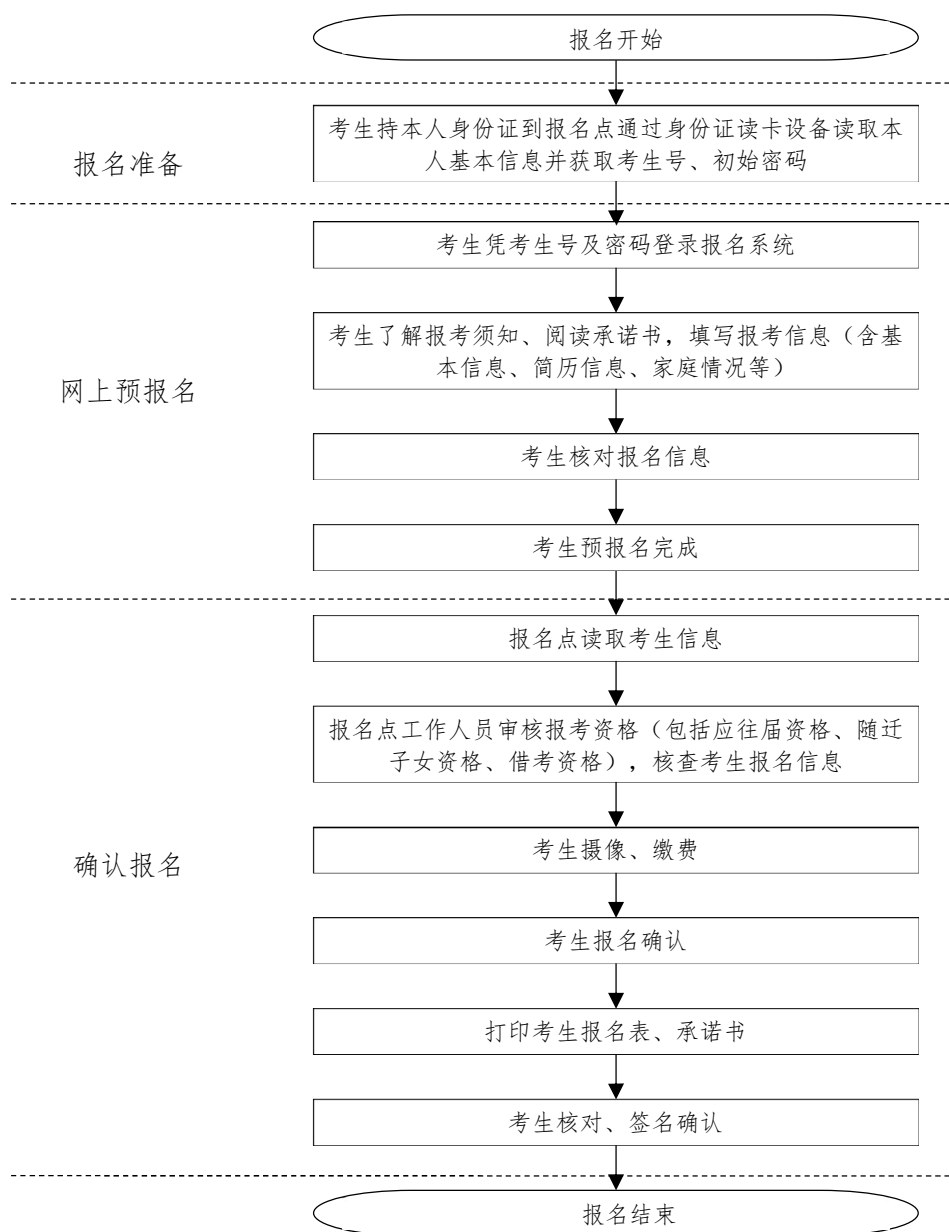 报名开始
报名准备
考生持本人身份证到报名点通过身份证读卡设备读取本
人基本信息并获取考生号、初始密码
网上预报名
考生凭考生号及密码登录报名系统
考生了解报考须知、阅读承诺书，填写报考信息（含基
本信息、简历信息、家庭情况等）
考生核对报名信息
考生预报名完成
确认报名
报名点读取考生信息
报名点工作人员审核报考资格（包括应往届资格、随迁
子女资格、借考资格），核查考生报名信息
考生摄像、缴费
考生报名确认
打印考生报名表、承诺书
考生核对、签名确认
报名结束